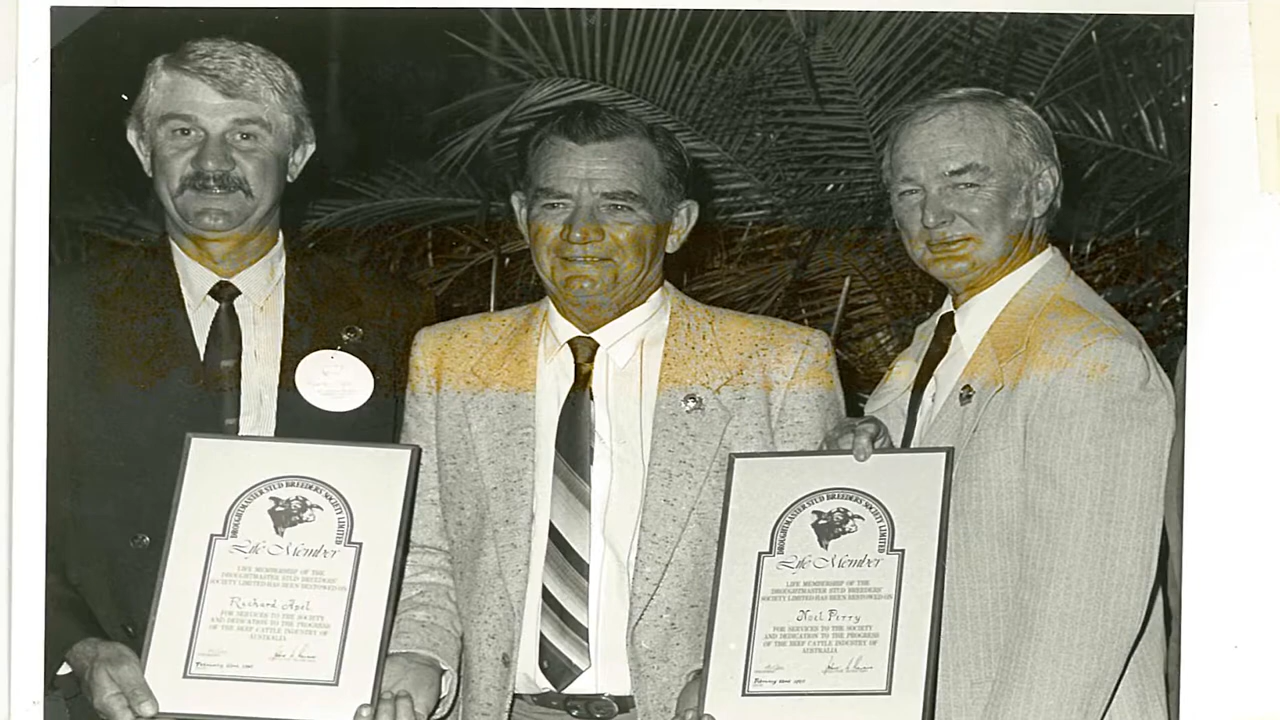 DROUGHTMASTER STUD BREEDERS SOCIETY LIMITED
Life Member
LIFE MEMBERSHIP OF THE
DROUGHTMASTER STUD BREEDERS'
SOCIETY LIMITED HAS BEEN BESTOWED ON
Richard Apel
FOR SERVICES TO THE SOCIETY
AND DEDICATION TO THE PROGRESS
OF THE BEEF CATTLE INDUSTRY OF
AUSTRALIA
February
DROUGHTMASTER STUD BREEDERS SOCIETY LIMITED
Life Member
LIFE MEMBERSHIP OF THE
DROUGHTMASTER STUD BREEDERS'
SOCIETY LIMITED HAS BEEN BESTOWED ON
Noel Pitty
FOR SERVICES TO THE SOCIETY
AND DEDICATION TO THE PROGRESS
OF THE BEEF CATTLE INDUSTRY OF
AUSTRALIA
February